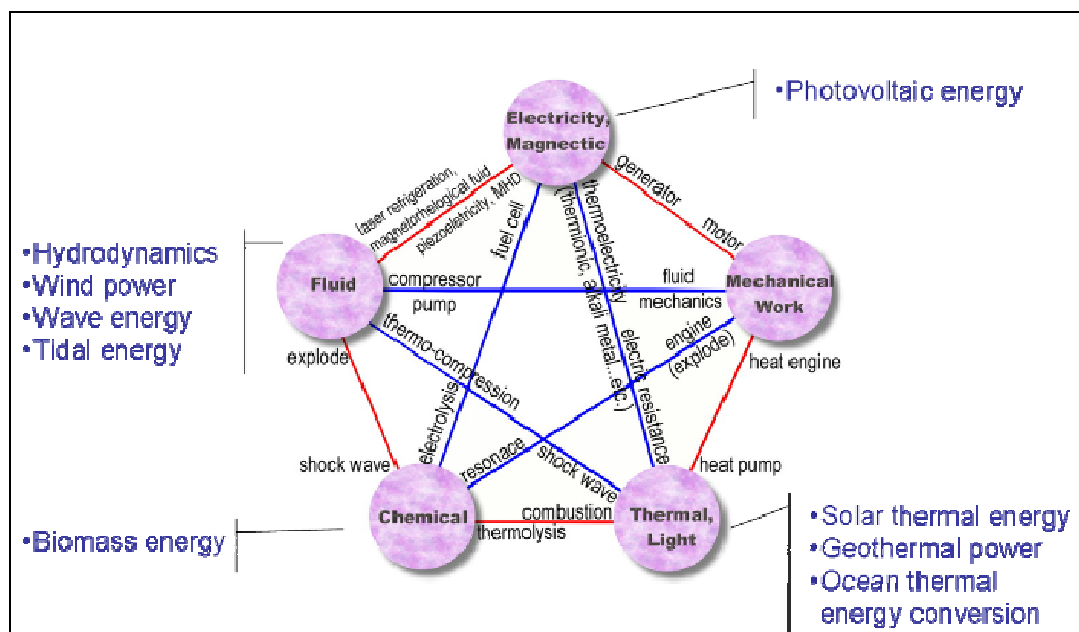 •Photovoltaic energy
Electricity,
Magnectic
generator
motor
laser refrigeration,
magnetorhelogical fluid
piezoeletricity, MHD
fuel cell
thermoelectricity
(thermionic, alkali metal...etc.)
•Hydrodynamics
•Wind power
•Wave energy
•Tidal energy
Fluid
compressor
pump
fluid
mechanics
Mechanical
Work
explode
thermo-compression
engine
(explode)
heat engine
electrolysis
electric resistance
shock wave
resonace
shock wave
heat pump
•Biomass energy
Chemical
combustion
thermolysis
Thermal,
Light
•Solar thermal energy
•Geothermal power
•Ocean thermal
energy conversion